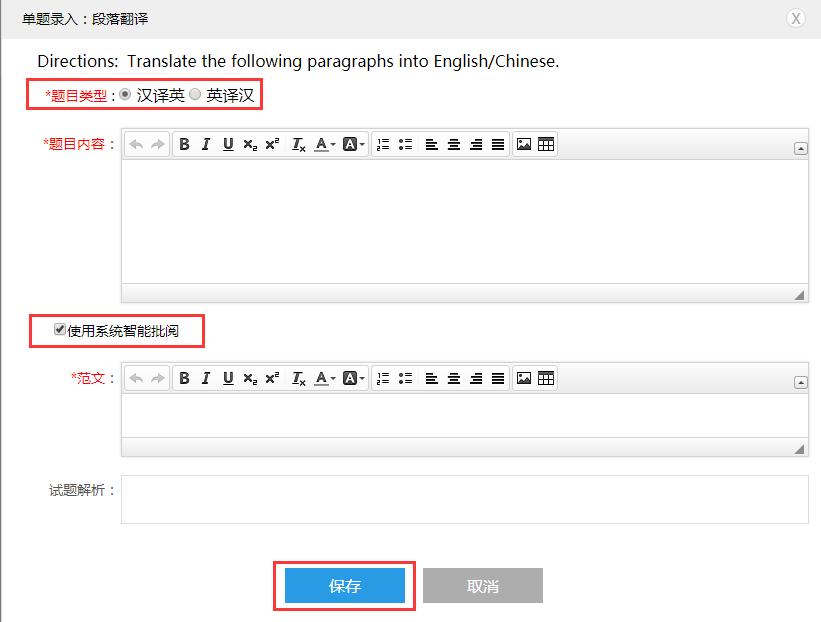 单题录入：段落翻译
X
Directions:  Translate the following paragraphs into English/Chinese.
*题目类型： 汉译英 英译汉
*题目内容：
B I U x₂ x² Iₓ A A
使用系统智能批阅
*范文：
B I U x₂ x² Iₓ A A
试题解析：
保存 取消